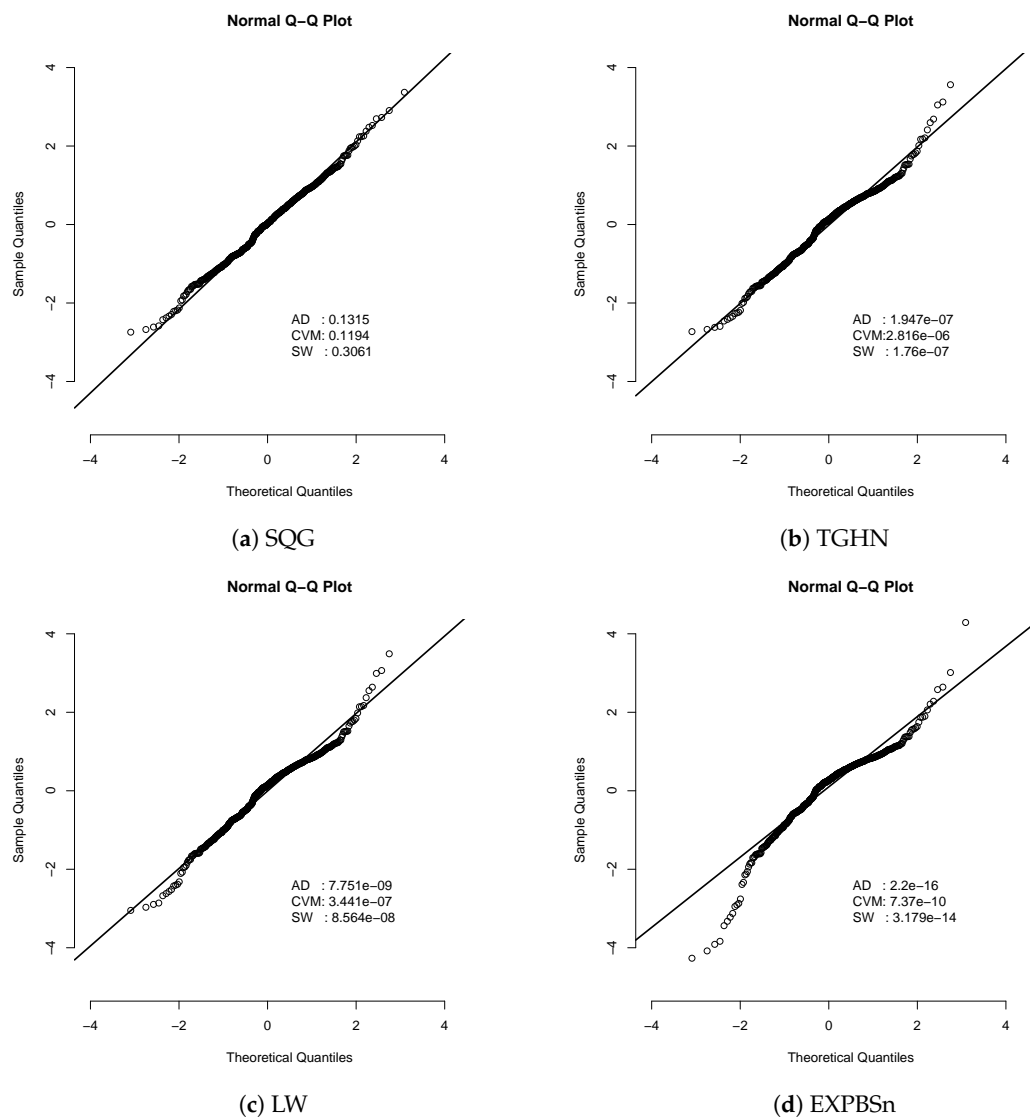 Normal Q−Q Plot
4
2
0
−2
−4
Sample Quantiles
AD : 0.1315
CVM: 0.1194
SW : 0.3061
−4 −2 0 2 4
Theoretical Quantiles
(a) SQG
Normal Q−Q Plot
4
2
0
−2
−4
Sample Quantiles
AD : 1.947e−07
CVM:2.816e−06
SW : 1.76e−07
−4 −2 0 2 4
Theoretical Quantiles
(b) TGHN
Normal Q−Q Plot
4
2
0
−2
−4
Sample Quantiles
AD : 7.751e−09
CVM: 3.441e−07
SW : 8.564e−08
−4 −2 0 2 4
Theoretical Quantiles
(c) LW
Normal Q−Q Plot
4
2
0
−2
−4
Sample Quantiles
AD : 2.2e−16
CVM: 7.37e−10
SW : 3.179e−14
−4 −2 0 2 4
Theoretical Quantiles
(d) EXPBSn